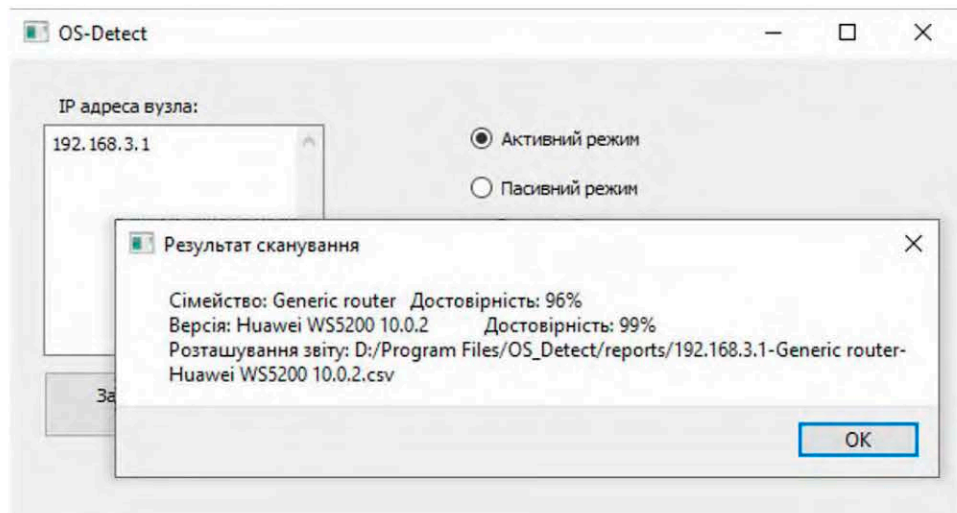 OS-Detect
IP адреса вузла:
192.168.3.1
Активний режим
Пасивний режим
Результат сканування
Сімейство: Generic router Достовірність: 96%
Версія: Huawei WS5200 10.0.2 Достовірність: 99%
Розташування звіту: D:/Program Files/OS_Detect/reports/192.168.3.1-Generic router-
Huawei WS5200 10.0.2.csv
OK